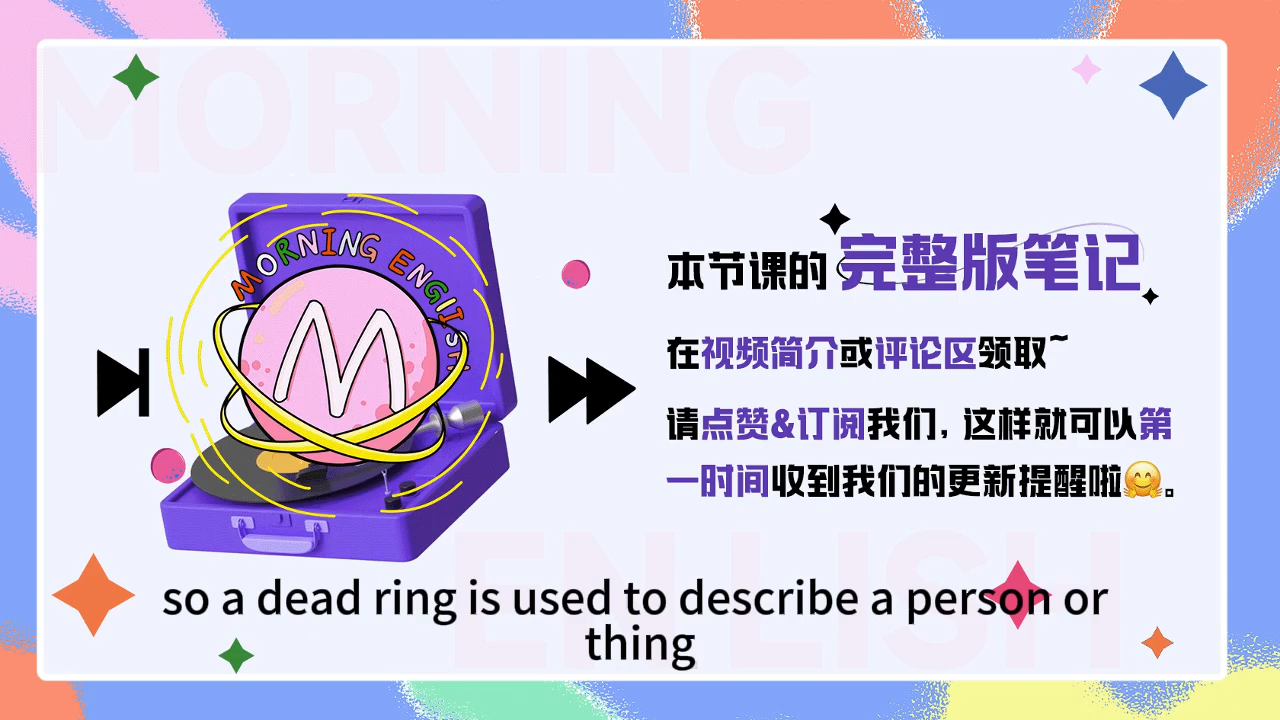 MORNING
MORNING ENGLISH
M
本节课的 完整版笔记
在视频简介或评论区领取~
请点赞&订阅我们, 这样就可以第
一时间收到我们的更新提醒啦🤗。
EN LISH
so a dead ring is used to describe a person or
thing